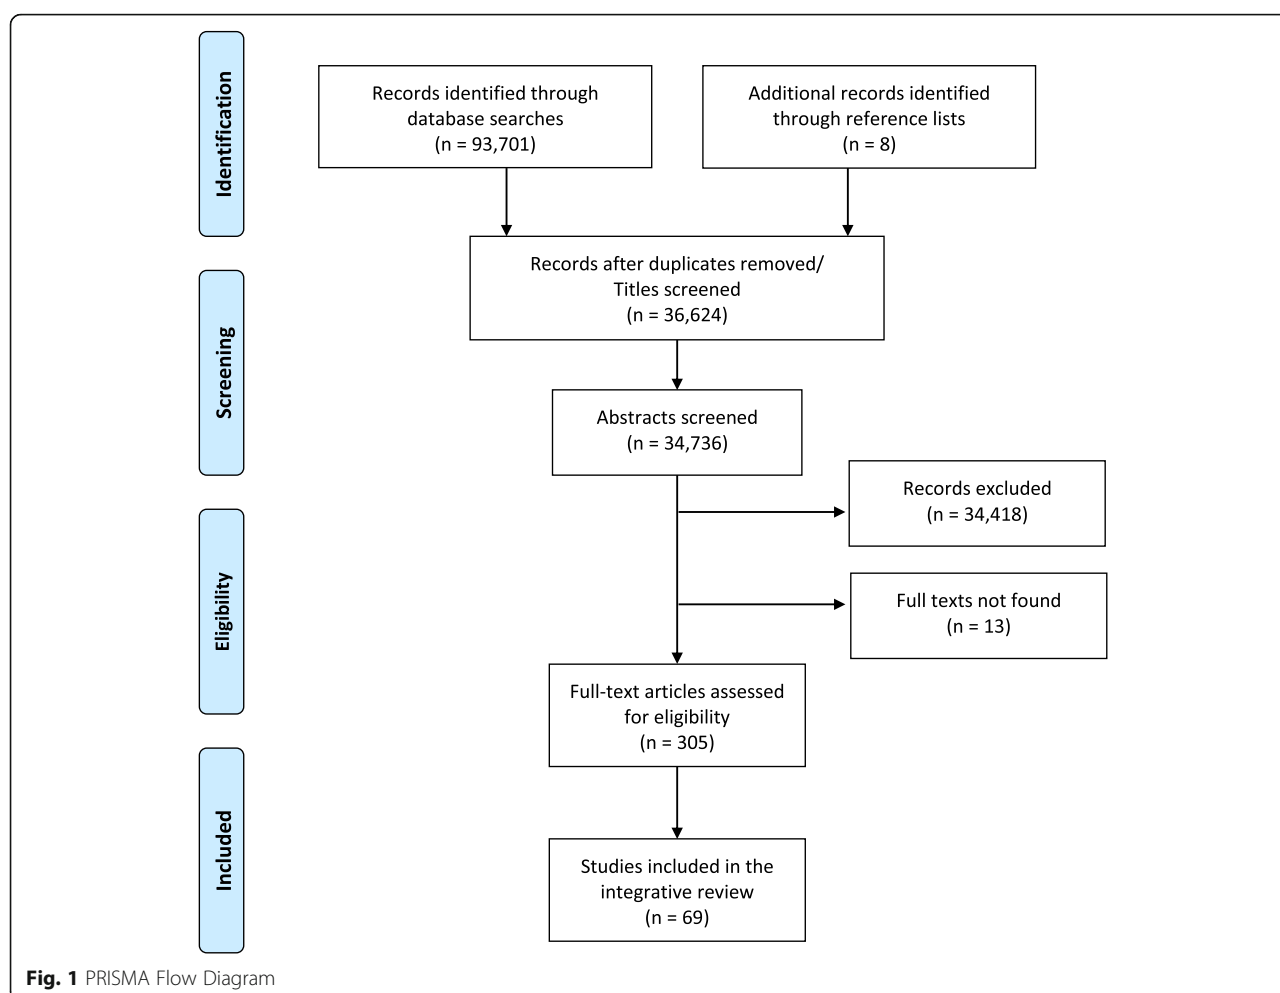 Identification
Records identified through
database searches
(n = 93,701)
Additional records identified
through reference lists
(n = 8)
Records after duplicates removed/
Titles screened
(n = 36,624)
Screening
Abstracts screened
(n = 34,736)
Records excluded
(n = 34,418)
Eligibility
Full texts not found
(n = 13)
Full-text articles assessed
for eligibility
(n = 305)
Included
Studies included in the
integrative review
(n = 69)
Fig. 1 PRISMA Flow Diagram